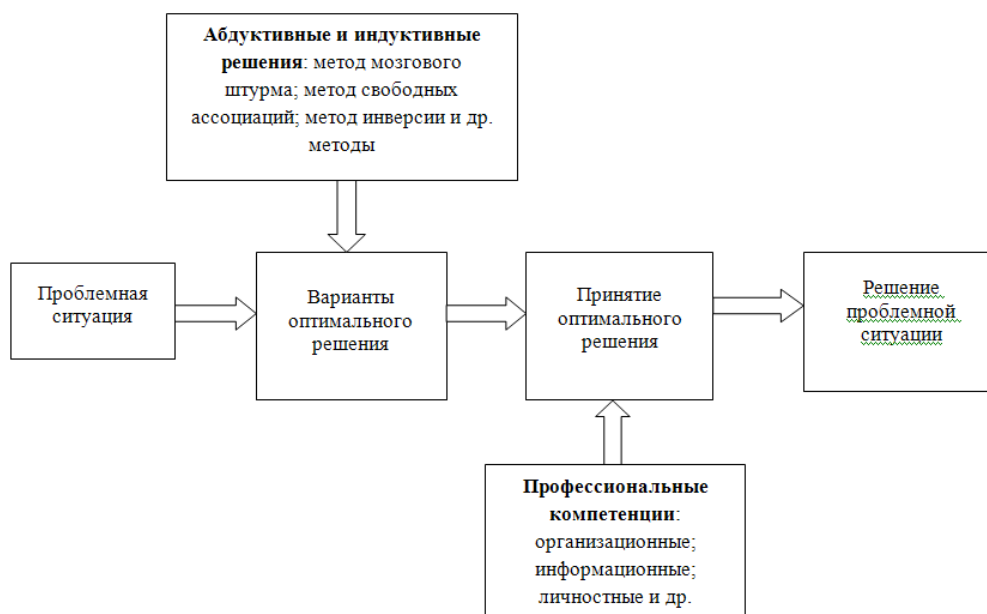 Абдуктивные и индуктивные
решения: метод мозгового
штурма; метод свободных
ассоциаций; метод инверсии и др.
методы
Проблемная
ситуация
Варианты
оптимального
решения
Принятие
оптимального
решения
Решение
проблемной
ситуации
Профессиональные
компетенции:
организационные;
информационные;
личностные и др.